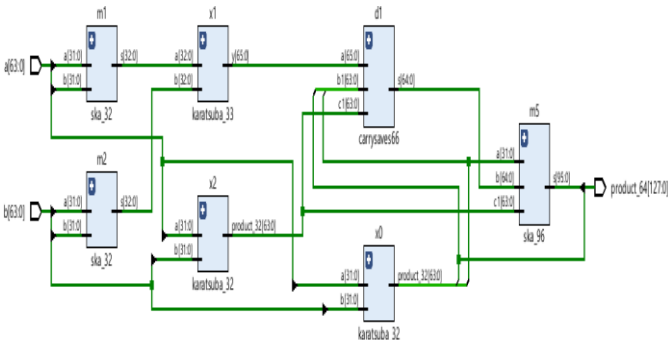 m1
a[31:0]
b[31:0]
s[32:0]
ska_32
x1
a[32:0]
b[32:0]
y[65:0]
karatsuba_33
d1
a[65:0]
b1[63:0]
c1[63:0]
s[64:0]
carrysaves66
a[63:0]
m5
a[31:0]
b[64:0]
c1[63:0]
s[95:0]
ska_96
product_64[127:0]
m2
a[31:0]
b[31:0]
s[32:0]
ska_32
b[63:0]
x2
a[31:0]
b[31:0]
product_32[63:0]
karatsuba_32
x0
a[31:0]
b[31:0]
product_32[63:0]
karatsuba_32